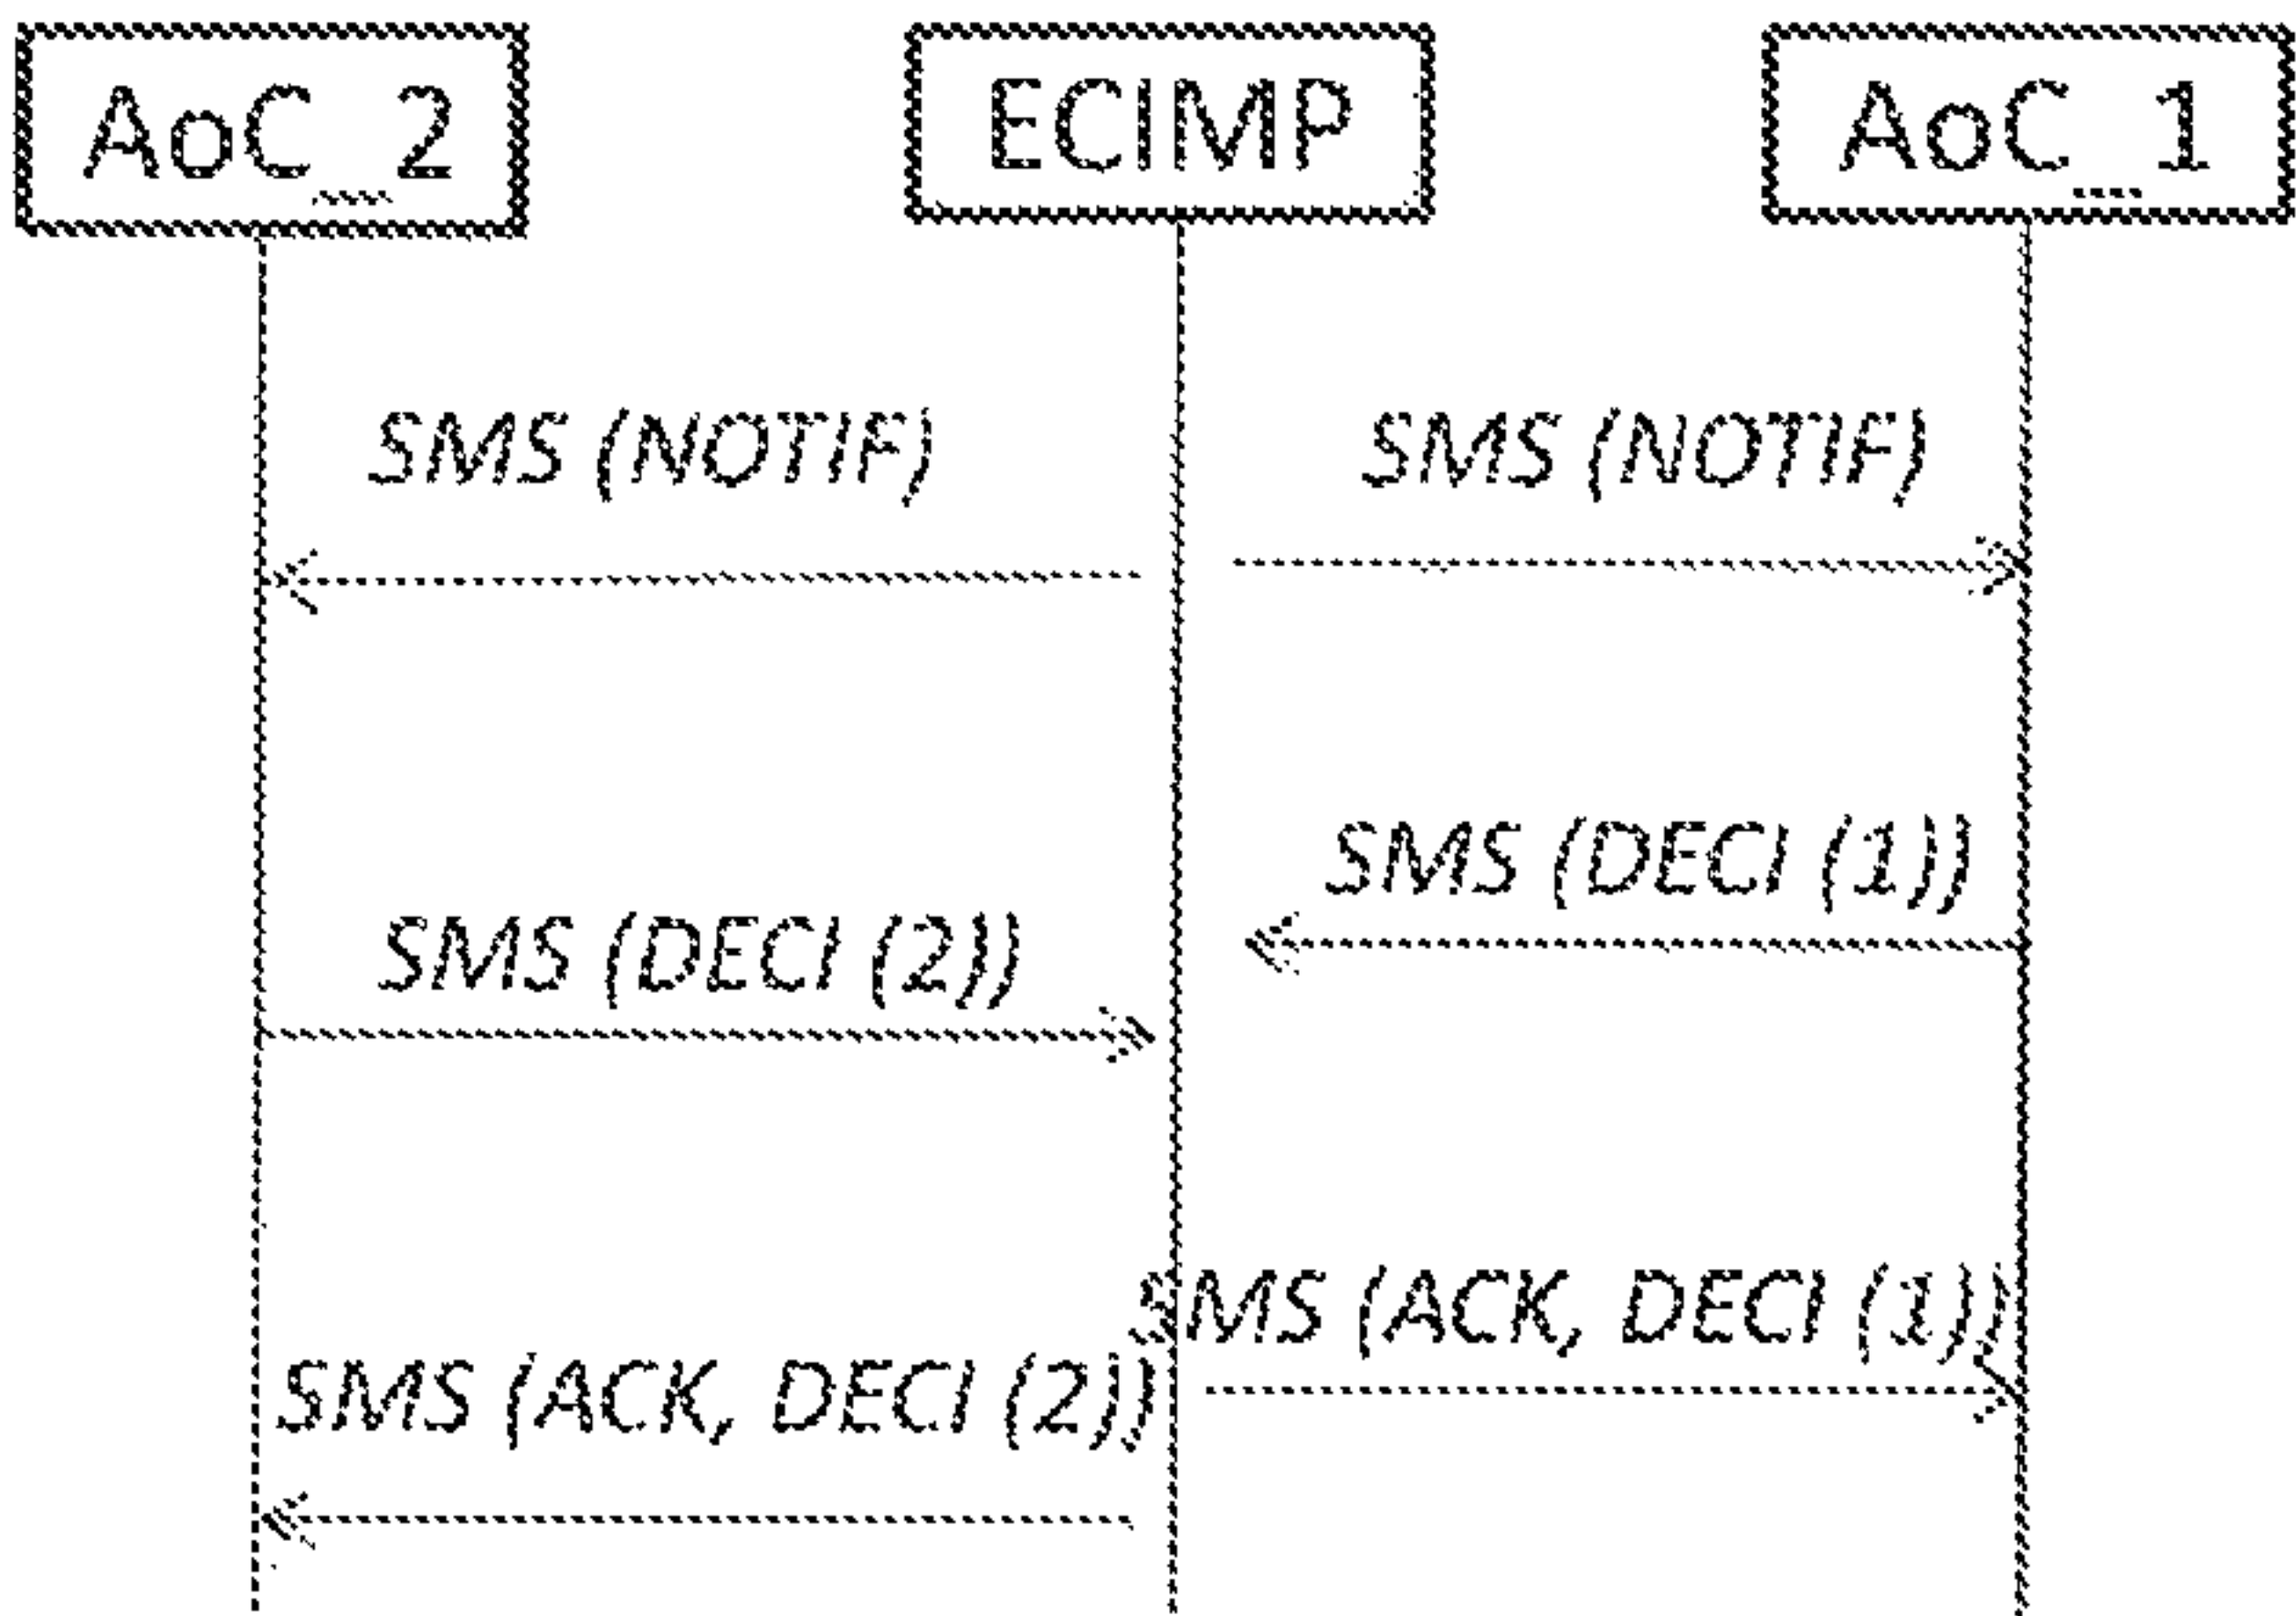 AoC_2 ECIMP AoC_1
SMS (NOTIF) SMS (NOTIF)
SMS (DECI (1))
SMS (DECI (2))
SMS (ACK, DECI (1))
SMS (ACK, DECI (2))